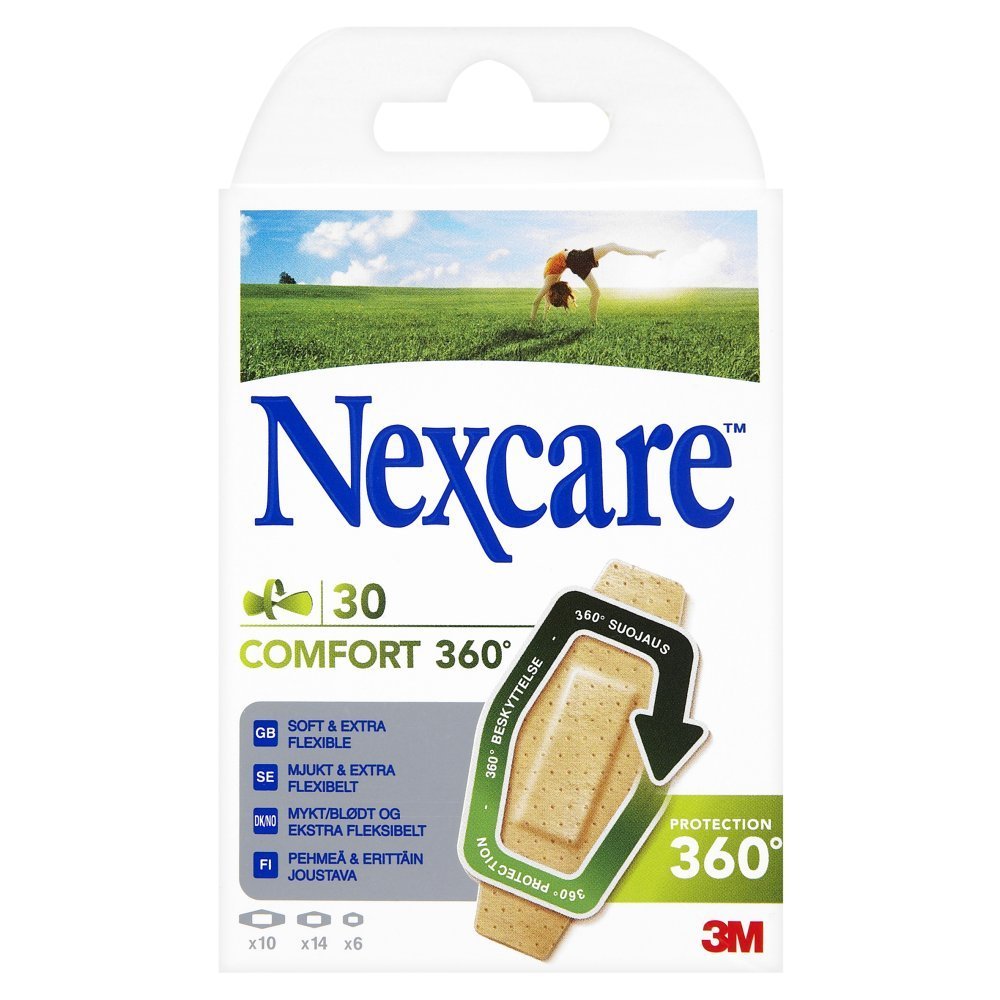 Nexcare™
30
COMFORT 360°
GB SOFT & EXTRA
FLEXIBLE
SE MJUKT & EXTRA
FLEXIBELT
DK/NO MYKT/BLØDT OG
EKSTRA FLEKSIBELT
FI PEHMEÄ & ERITTÄIN
JOUSTAVA
x10 x14 x6
360° SUOJAUS
360° BESKYTTELSE
360° PROTECTION
PROTECTION
360°
3M